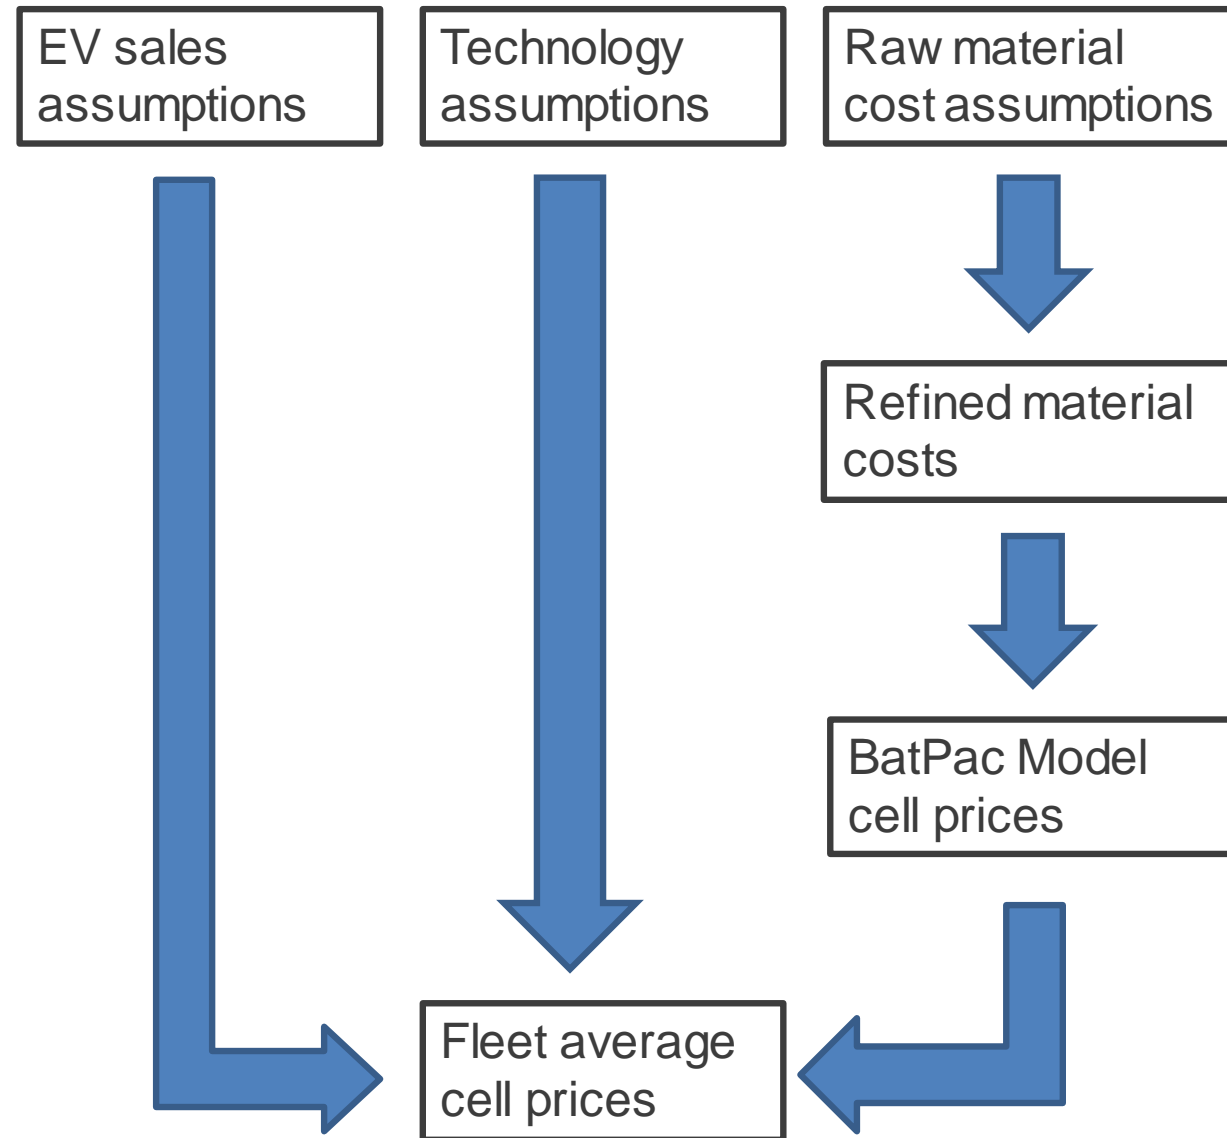 EV sales
assumptions
Technology
assumptions
Raw material
cost assumptions
Refined material
costs
BatPac Model
cell prices
Fleet average
cell prices